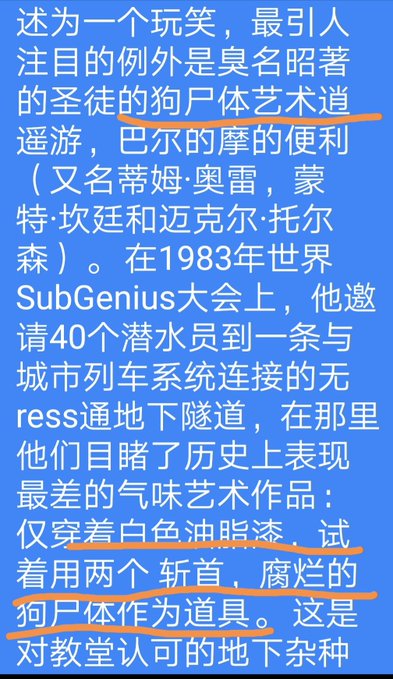 述为一个玩笑，最引人
注目的例外是臭名昭著
的圣徒的狗尸体艺术逍
遥游，巴尔的摩的便利
（又名蒂姆·奥雷，蒙
特·坎廷和迈克尔·托尔
森）。在1983年世界
SubGenius大会上，他邀
请40个潜水员到一条与
城市列车系统连接的无
ress通地下隧道，在那里
他们目睹了历史上表现
最差的气味艺术作品：
仅穿着白色油脂漆，试
着用两个 斩首，腐烂的
狗尸体作为道具。这是
对教堂认可的地下杂种